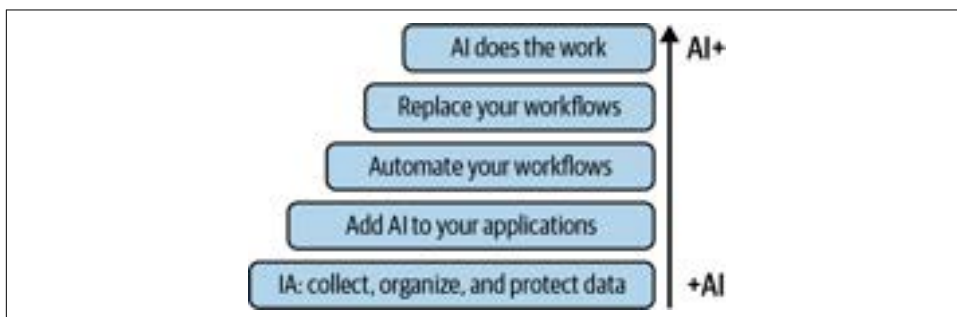 AI does the work
AI+
Replace your workflows
Automate your workflows
Add AI to your applications
IA: collect, organize, and protect data
+AI